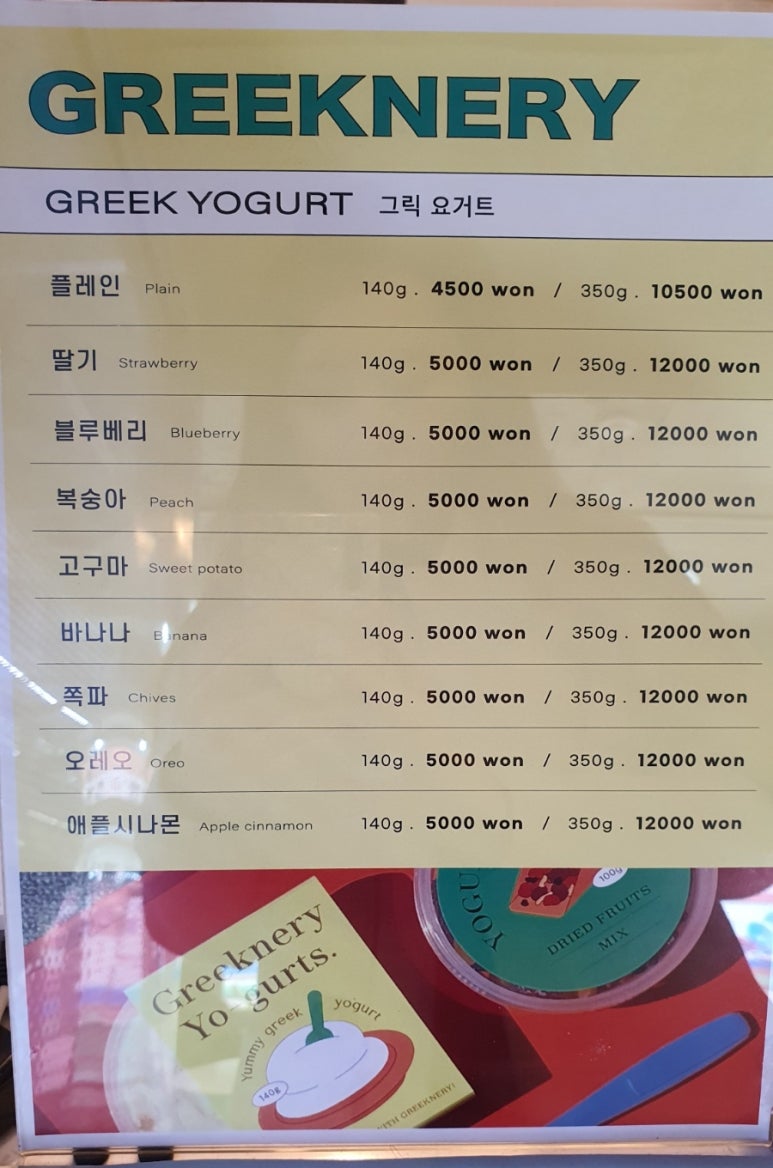 GREEKNERY
GREEK YOGURT 그릭 요거트
플레인 Plain 140g . 4500 won / 350g . 10500 won
딸기 Strawberry 140g . 5000 won / 350g . 12000 won
블루베리 Blueberry 140g . 5000 won / 350g . 12000 won
복숭아 Peach 140g . 5000 won / 350g . 12000 won
고구마 Sweet potato 140g . 5000 won / 350g . 12000 won
바나나 Banana 140g . 5000 won / 350g . 12000 won
쪽파 Chives 140g . 5000 won / 350g . 12000 won
오레오 Oreo 140g . 5000 won / 350g . 12000 won
애플시나몬 Apple cinnamon 140g . 5000 won / 350g . 12000 won
100g
DRIED FRUITS
MIX
Greeknery
Yo gurts.
Yummy greek yogurt
140g
GREEKNERY!